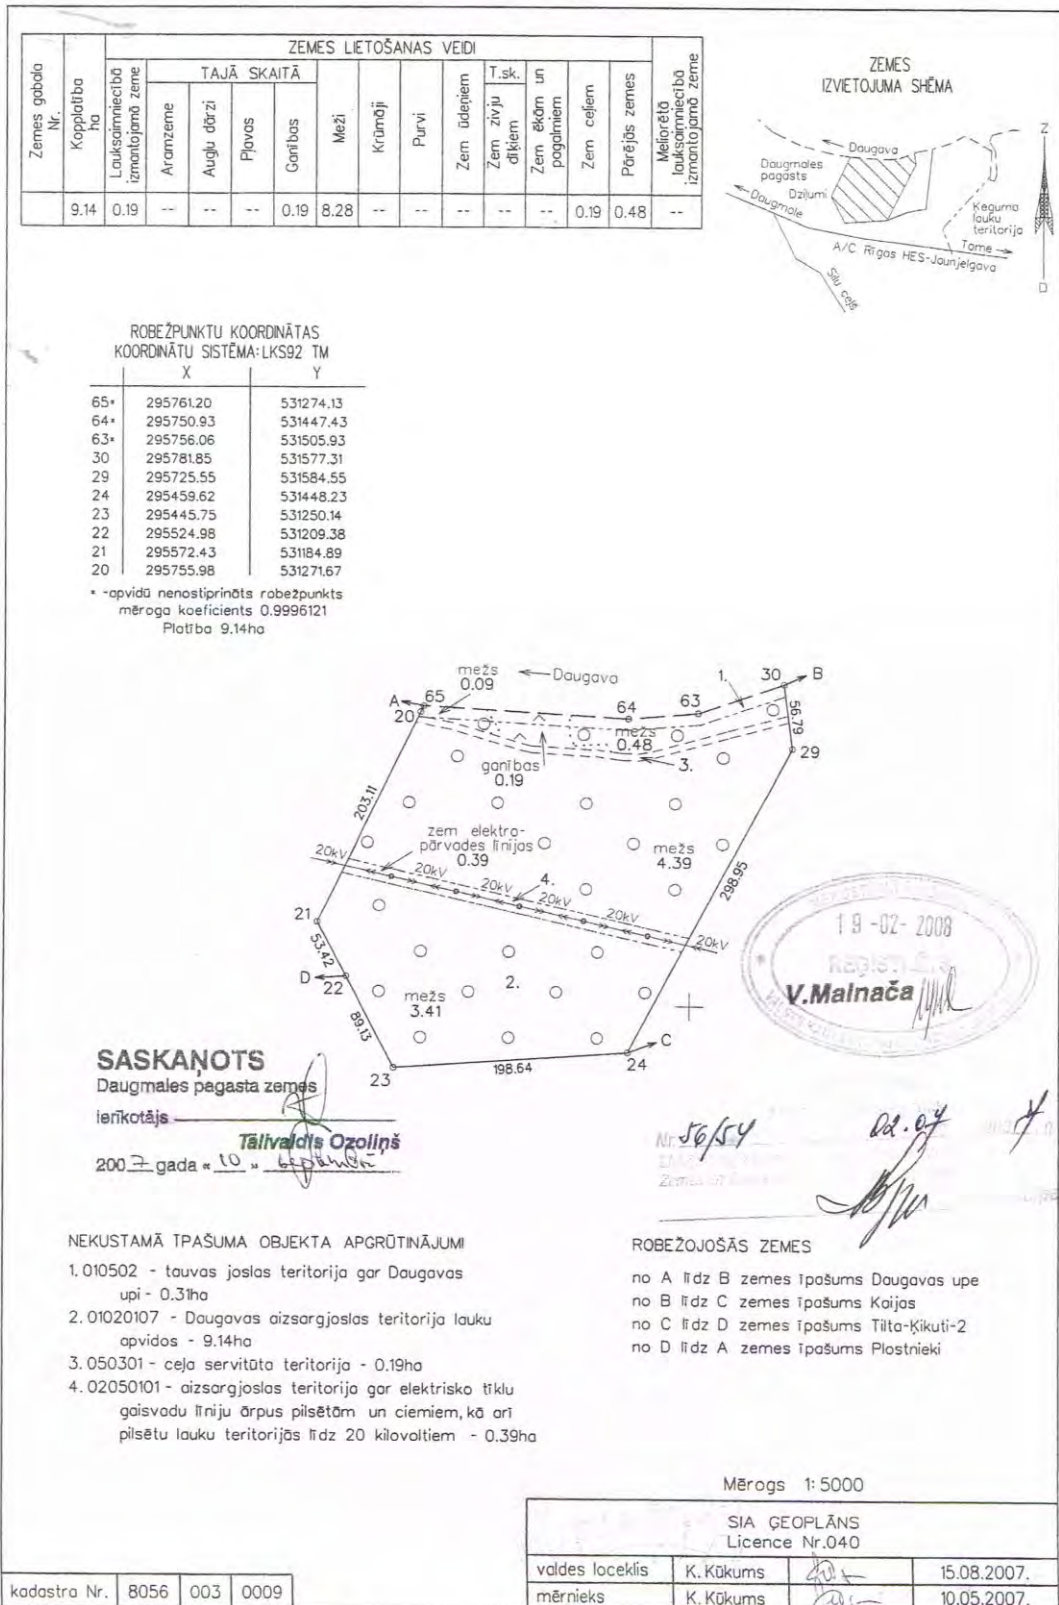 ZEMES LIETOŠANAS VEIDI
Zemes gabala Nr.
Kopplatība ha
Lauksaimniecībā izmantojamā zeme
TAJĀ SKAITĀ
Aramzeme
Augļu dārzi
Pļavas
Ganības
Meži
Krūmāji
Purvi
Zem ūdeņiem
T.sk.
Zem zivju dīķiem
Zem ēkām un pagalmiem
Zem ceļiem
Pārējās zemes
Meliorētā lauksaimniecībā izmantojamā zeme
9.14 0.19 -- -- -- 0.19 8.28 -- -- -- -- -- 0.19 0.48 --
ZEMES
IZVIETOJUMA SHĒMA
Daugava
Daugmales
pagasts
Dziļumi
Daugmale
Ķeguma
lauku
teritorija
Tome
A/C Rīgas HES-Jaunjelgava
Silu ceļš
Z
D
ROBEŽPUNKTU KOORDINĀTAS
KOORDINĀTU SISTĒMA:LKS92 TM
X Y
65* 295761.20 531274.13
64* 295750.93 531447.43
63* 295756.06 531505.93
30 295781.85 531577.31
29 295725.55 531584.55
24 295459.62 531448.23
23 295445.75 531250.14
22 295524.98 531209.38
21 295572.43 531184.89
20 295755.98 531271.67
* -apvidū nenostiprināts robežpunkts
mēroga koeficients 0.9996121
Platība 9.14ha
mežs
0.09
Daugava
1.
30
B
A
65
20
64
63
mežs
0.48
56.79
29
3.
ganības
0.19
203.11
zem elektro-
pārvades līnijas
0.39
mežs
4.39
298.95
20kV
20kV
20kV
4.
20kV
20kV
20kV
21
53.42
D
22
2.
mežs
3.41
89.13
23
198.64
24
C
19 -02- 2008
V.Malnača
SASKAŅOTS
Daugmales pagasta zemes
ierīkotājs
Tālivaldis Ozoliņš
2007 gada " 10 " septembrī
Nr. 56/54 02.07
NEKUSTAMĀ ĪPAŠUMA OBJEKTA APGRŪTINĀJUMI
1. 010502 - tauvas joslas teritorija gar Daugavas
upi - 0.31ha
2. 01020107 - Daugavas aizsargjoslas teritorija lauku
apvidos - 9.14ha
3. 050301 - ceļa servitūta teritorija - 0.19ha
4. 02050101 - aizsargjoslas teritorija gar elektrisko tīklu
gaisvadu līniju ārpus pilsētām un ciemiem, kā arī
pilsētu lauku teritorijās līdz 20 kilovoltiem - 0.39ha
ROBEŽOJOŠĀS ZEMES
no A līdz B zemes īpašums Daugavas upe
no B līdz C zemes īpašums Kaijas
no C līdz D zemes īpašums Tilta-Ķikuti-2
no D līdz A zemes īpašums Plostnieki
Mērogs 1: 5000
SIA ĢEOPLĀNS
Licence Nr.040
valdes loceklis K. Kūkums 15.08.2007.
mērnieks K. Kūkums 10.05.2007.
kadastra Nr. 8056 003 0009